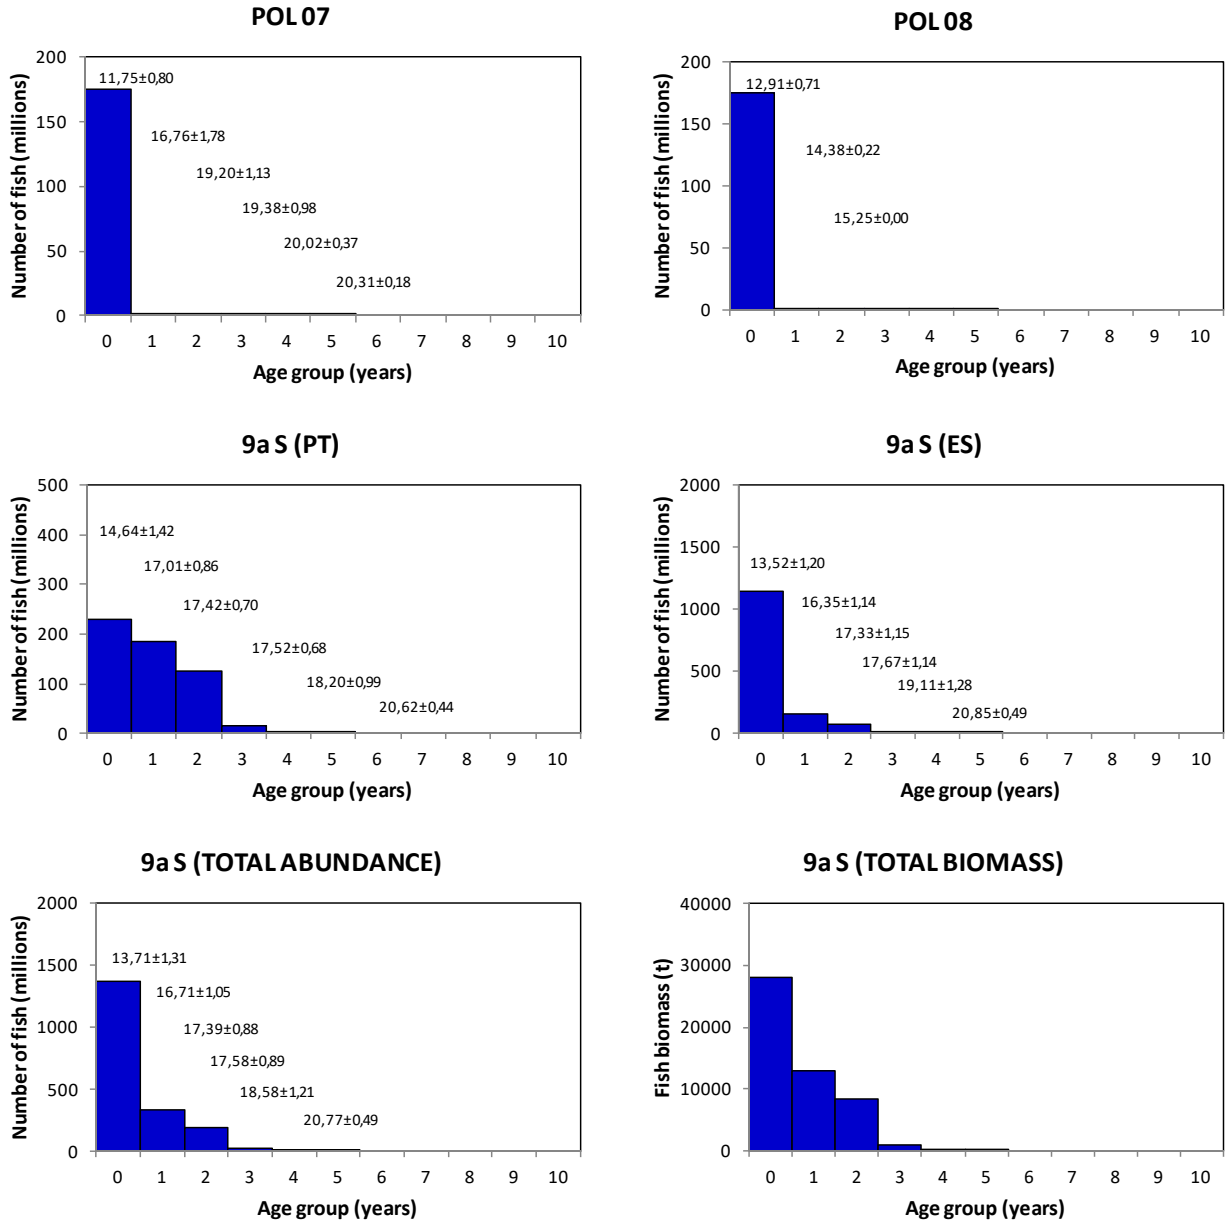 POL 07
Number of fish (millions)
200
150
100
50
0
11,75±0,80
16,76±1,78
19,20±1,13
19,38±0,98
20,02±0,37
20,31±0,18
0 1 2 3 4 5 6 7 8 9 10
Age group (years)
POL 08
Number of fish (millions)
200
150
100
50
0
12,91±0,71
14,38±0,22
15,25±0,00
0 1 2 3 4 5 6 7 8 9 10
Age group (years)
9a S (PT)
Number of fish (millions)
500
400
300
200
100
0
14,64±1,42
17,01±0,86
17,42±0,70
17,52±0,68
18,20±0,99
20,62±0,44
0 1 2 3 4 5 6 7 8 9 10
Age group (years)
9a S (ES)
Number of fish (millions)
2000
1500
1000
500
0
13,52±1,20
16,35±1,14
17,33±1,15
17,67±1,14
19,11±1,28
20,85±0,49
0 1 2 3 4 5 6 7 8 9 10
Age group (years)
9a S (TOTAL ABUNDANCE)
Number of fish (millions)
2000
1500
1000
500
0
13,71±1,31
16,71±1,05
17,39±0,88
17,58±0,89
18,58±1,21
20,77±0,49
0 1 2 3 4 5 6 7 8 9 10
Age group (years)
9a S (TOTAL BIOMASS)
Fish biomass (t)
40000
30000
20000
10000
0
0 1 2 3 4 5 6 7 8 9 10
Age group (years)